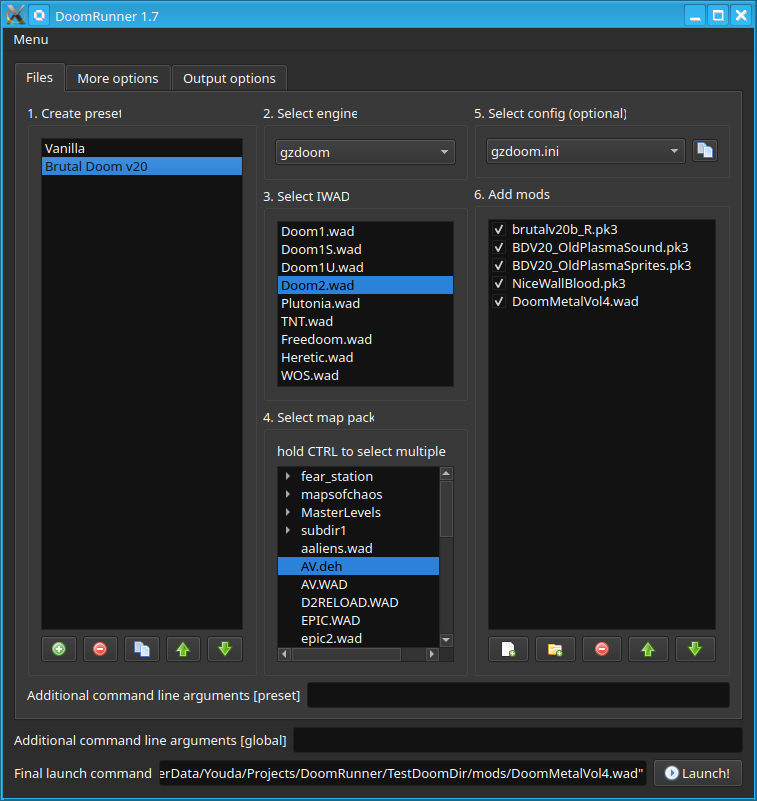 DoomRunner 1.7
Menu
Files
More options
Output options
1. Create preset
Vanilla
Brutal Doom v20
2. Select engine
gzdoom
3. Select IWAD
Doom1.wad
Doom1S.wad
Doom1U.wad
Doom2.wad
Plutonia.wad
TNT.wad
Freedoom.wad
Heretic.wad
WOS.wad
4. Select map pack
hold CTRL to select multiple
fear_station
mapsofchaos
MasterLevels
subdir1
aaliens.wad
AV.deh
AV.WAD
D2RELOAD.WAD
EPIC.WAD
epic2.wad
5. Select config (optional)
gzdoom.ini
6. Add mods
brutalv20b_R.pk3
BDV20_OldPlasmaSound.pk3
BDV20_OldPlasmaSprites.pk3
NiceWallBlood.pk3
DoomMetalVol4.wad
Additional command line arguments [preset]
Additional command line arguments [global]
Final launch command
erData/Youda/Projects/DoomRunner/TestDoomDir/mods/DoomMetalVol4.wad"
Launch!